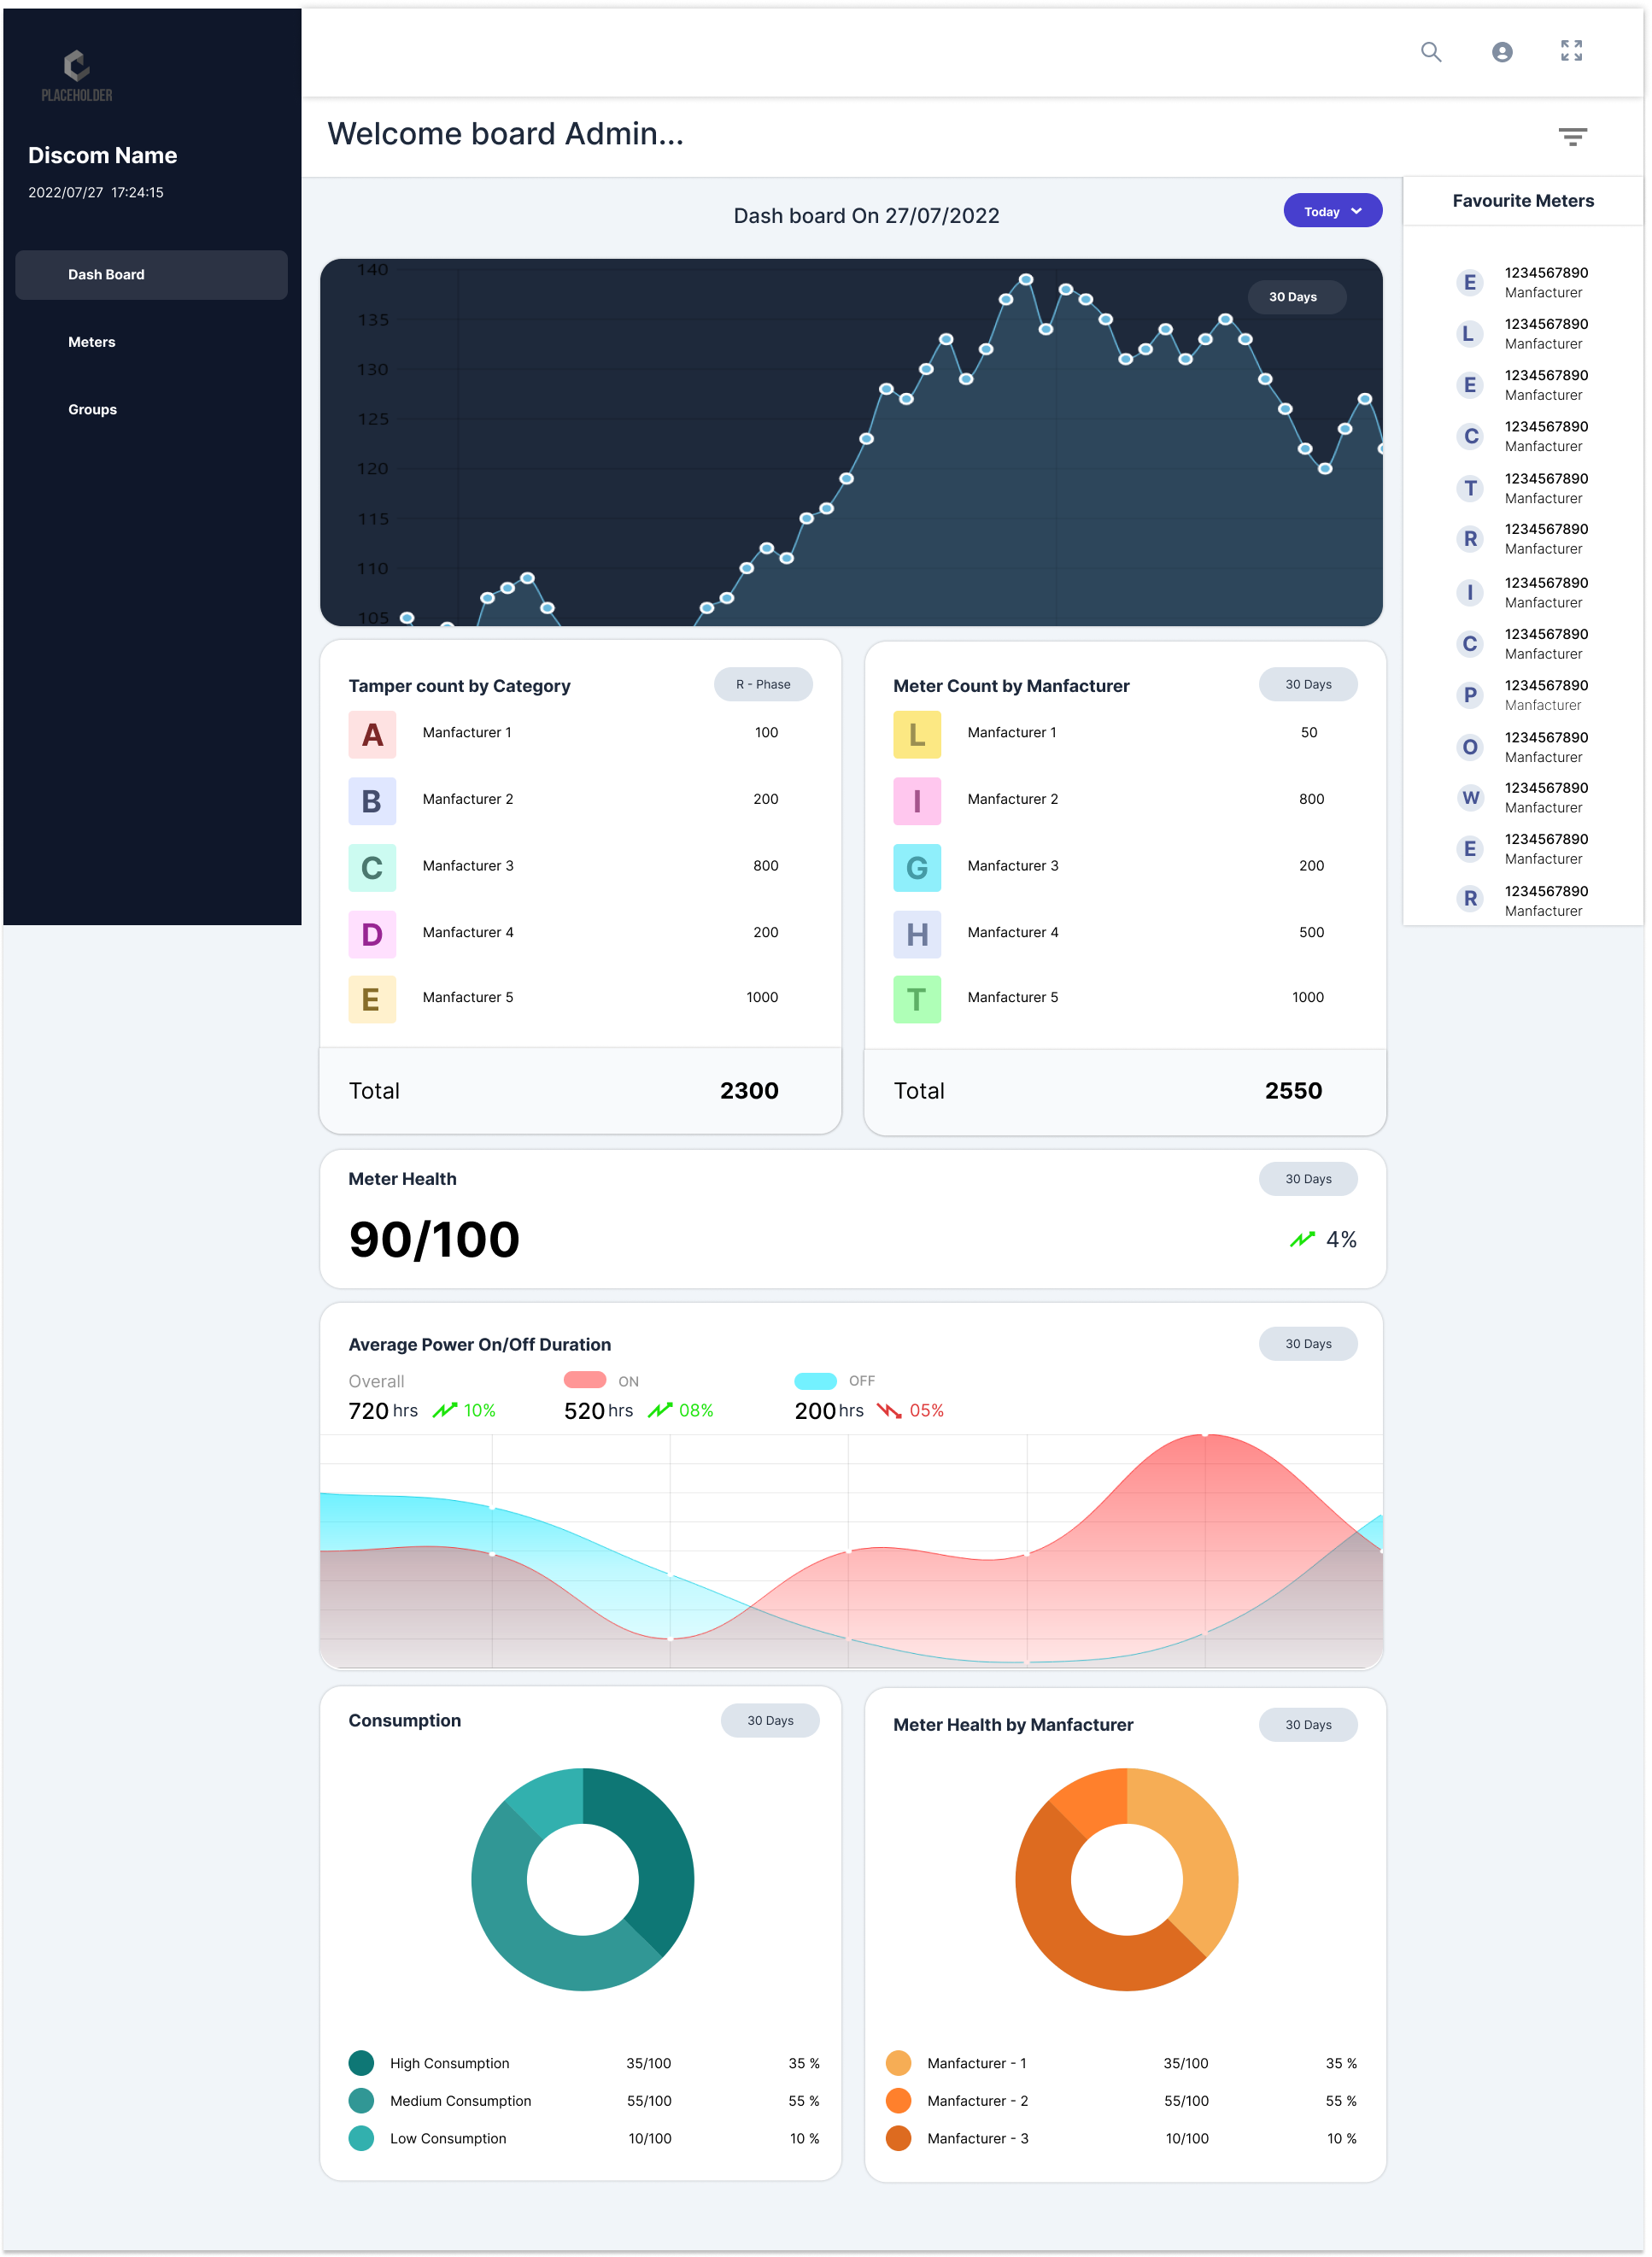 PLACEHOLDER
Discom Name
2022/07/27 17:24:15
Dash Board
Meters
Groups
Welcome board Admin...
Dash board On 27/07/2022
Today
30 Days
140
135
130
125
120
115
110
105
Tamper count by Category
R - Phase
A Manfacturer 1 100
B Manfacturer 2 200
C Manfacturer 3 800
D Manfacturer 4 200
E Manfacturer 5 1000
Total 2300
Meter Count by Manfacturer
30 Days
L Manfacturer 1 50
I Manfacturer 2 800
G Manfacturer 3 200
H Manfacturer 4 500
T Manfacturer 5 1000
Total 2550
Meter Health
30 Days
90/100
4%
Average Power On/Off Duration
30 Days
Overall ON OFF
720 hrs 10% 520 hrs 08% 200 hrs 05%
Consumption
30 Days
High Consumption 35/100 35 %
Medium Consumption 55/100 55 %
Low Consumption 10/100 10 %
Meter Health by Manfacturer
30 Days
Manfacturer - 1 35/100 35 %
Manfacturer - 2 55/100 55 %
Manfacturer - 3 10/100 10 %
Favourite Meters
E 1234567890
Manfacturer
L 1234567890
Manfacturer
E 1234567890
Manfacturer
C 1234567890
Manfacturer
T 1234567890
Manfacturer
R 1234567890
Manfacturer
I 1234567890
Manfacturer
C 1234567890
Manfacturer
P 1234567890
Manfacturer
O 1234567890
Manfacturer
W 1234567890
Manfacturer
E 1234567890
Manfacturer
R 1234567890
Manfacturer